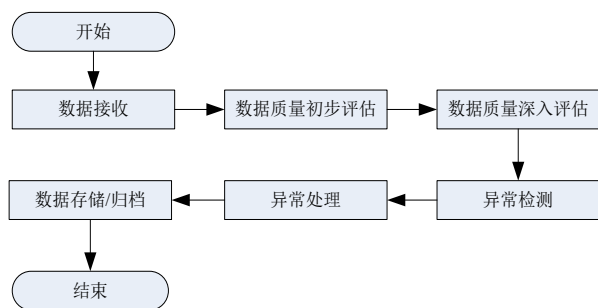 开始
数据接收
数据质量初步评估
数据质量深入评估
异常检测
异常处理
数据存储/归档
结束